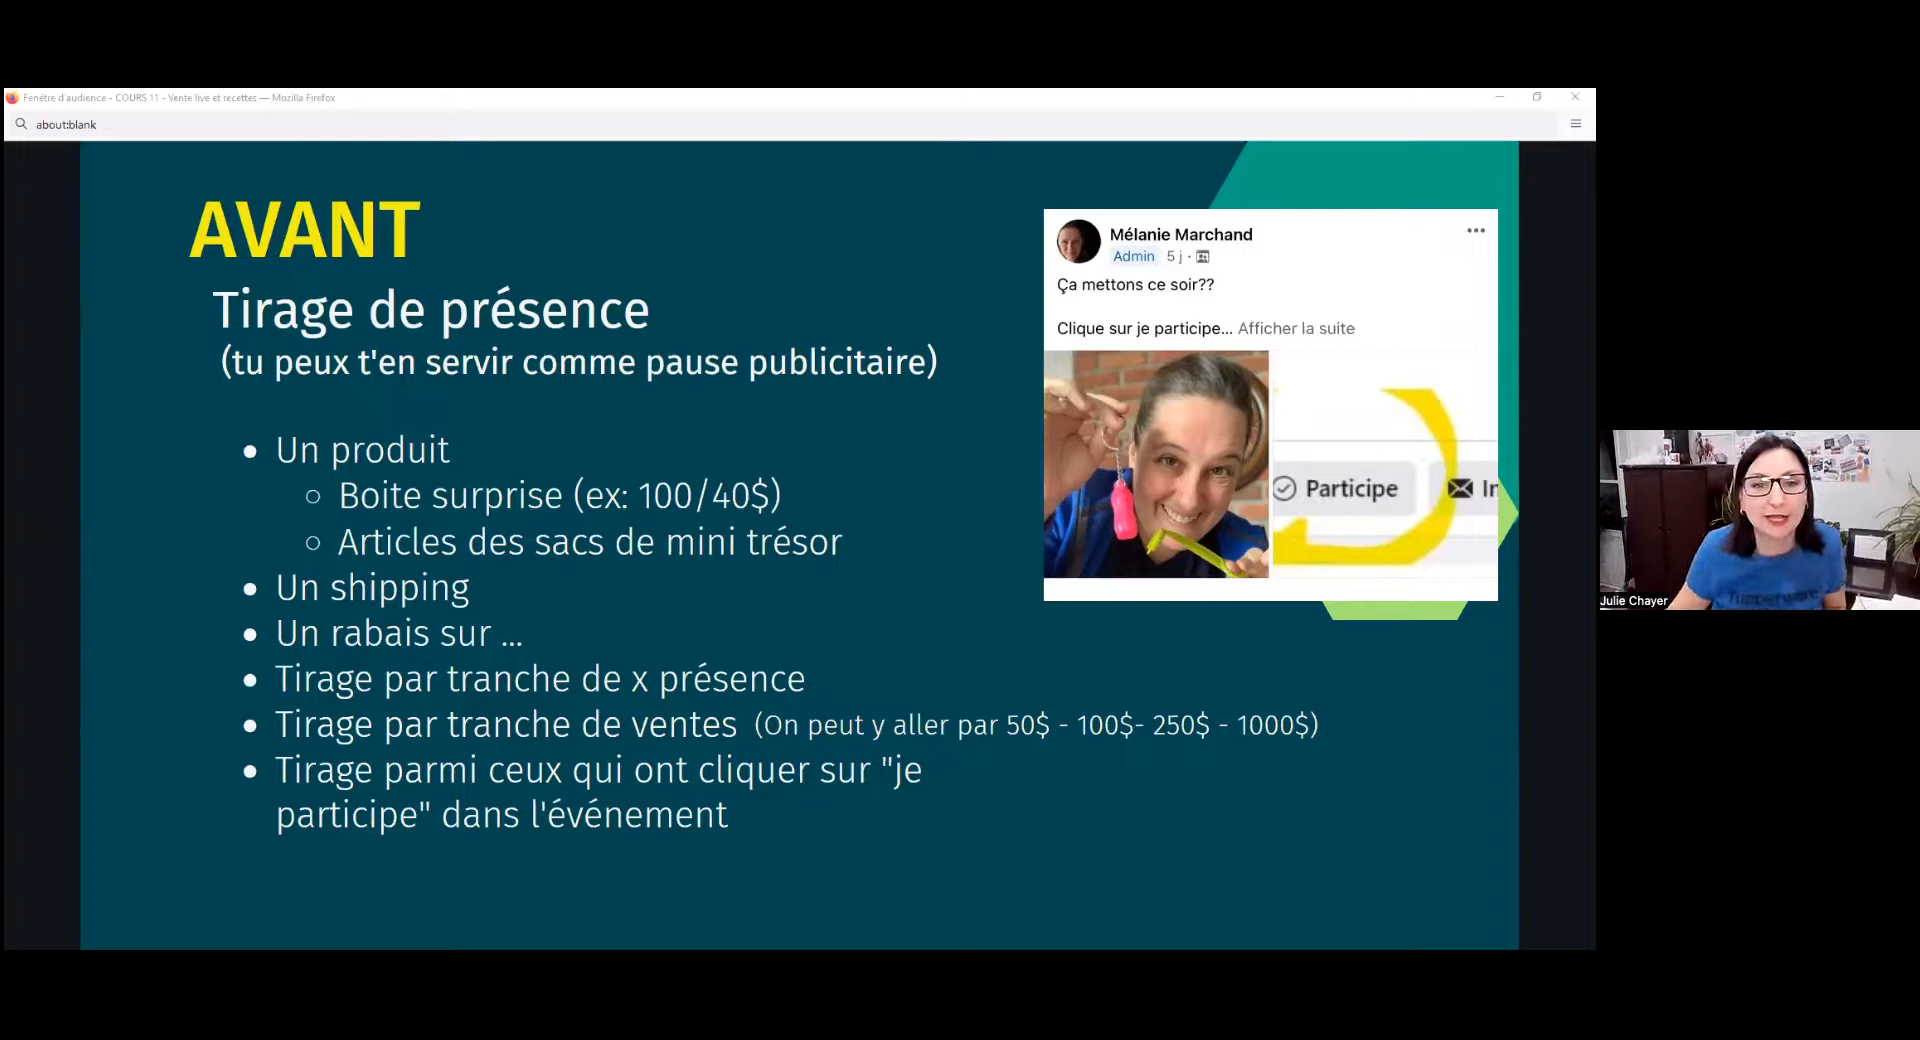 Fenêtre d'audience - COURS 11 - Vente live et recettes — Mozilla Firefox
about:blank
AVANT
Tirage de présence
(tu peux t'en servir comme pause publicitaire)
• Un produit
○ Boite surprise (ex: 100/40$)
○ Articles des sacs de mini trésor
• Un shipping
• Un rabais sur ...
• Tirage par tranche de x présence
• Tirage par tranche de ventes (On peut y aller par 50$ - 100$- 250$ - 1000$)
• Tirage parmi ceux qui ont cliquer sur "je
participe" dans l'événement
Mélanie Marchand
Admin 5 j ·
Ça mettons ce soir??
Clique sur je participe... Afficher la suite
Participe
In
Tupperware
Julie Chayer